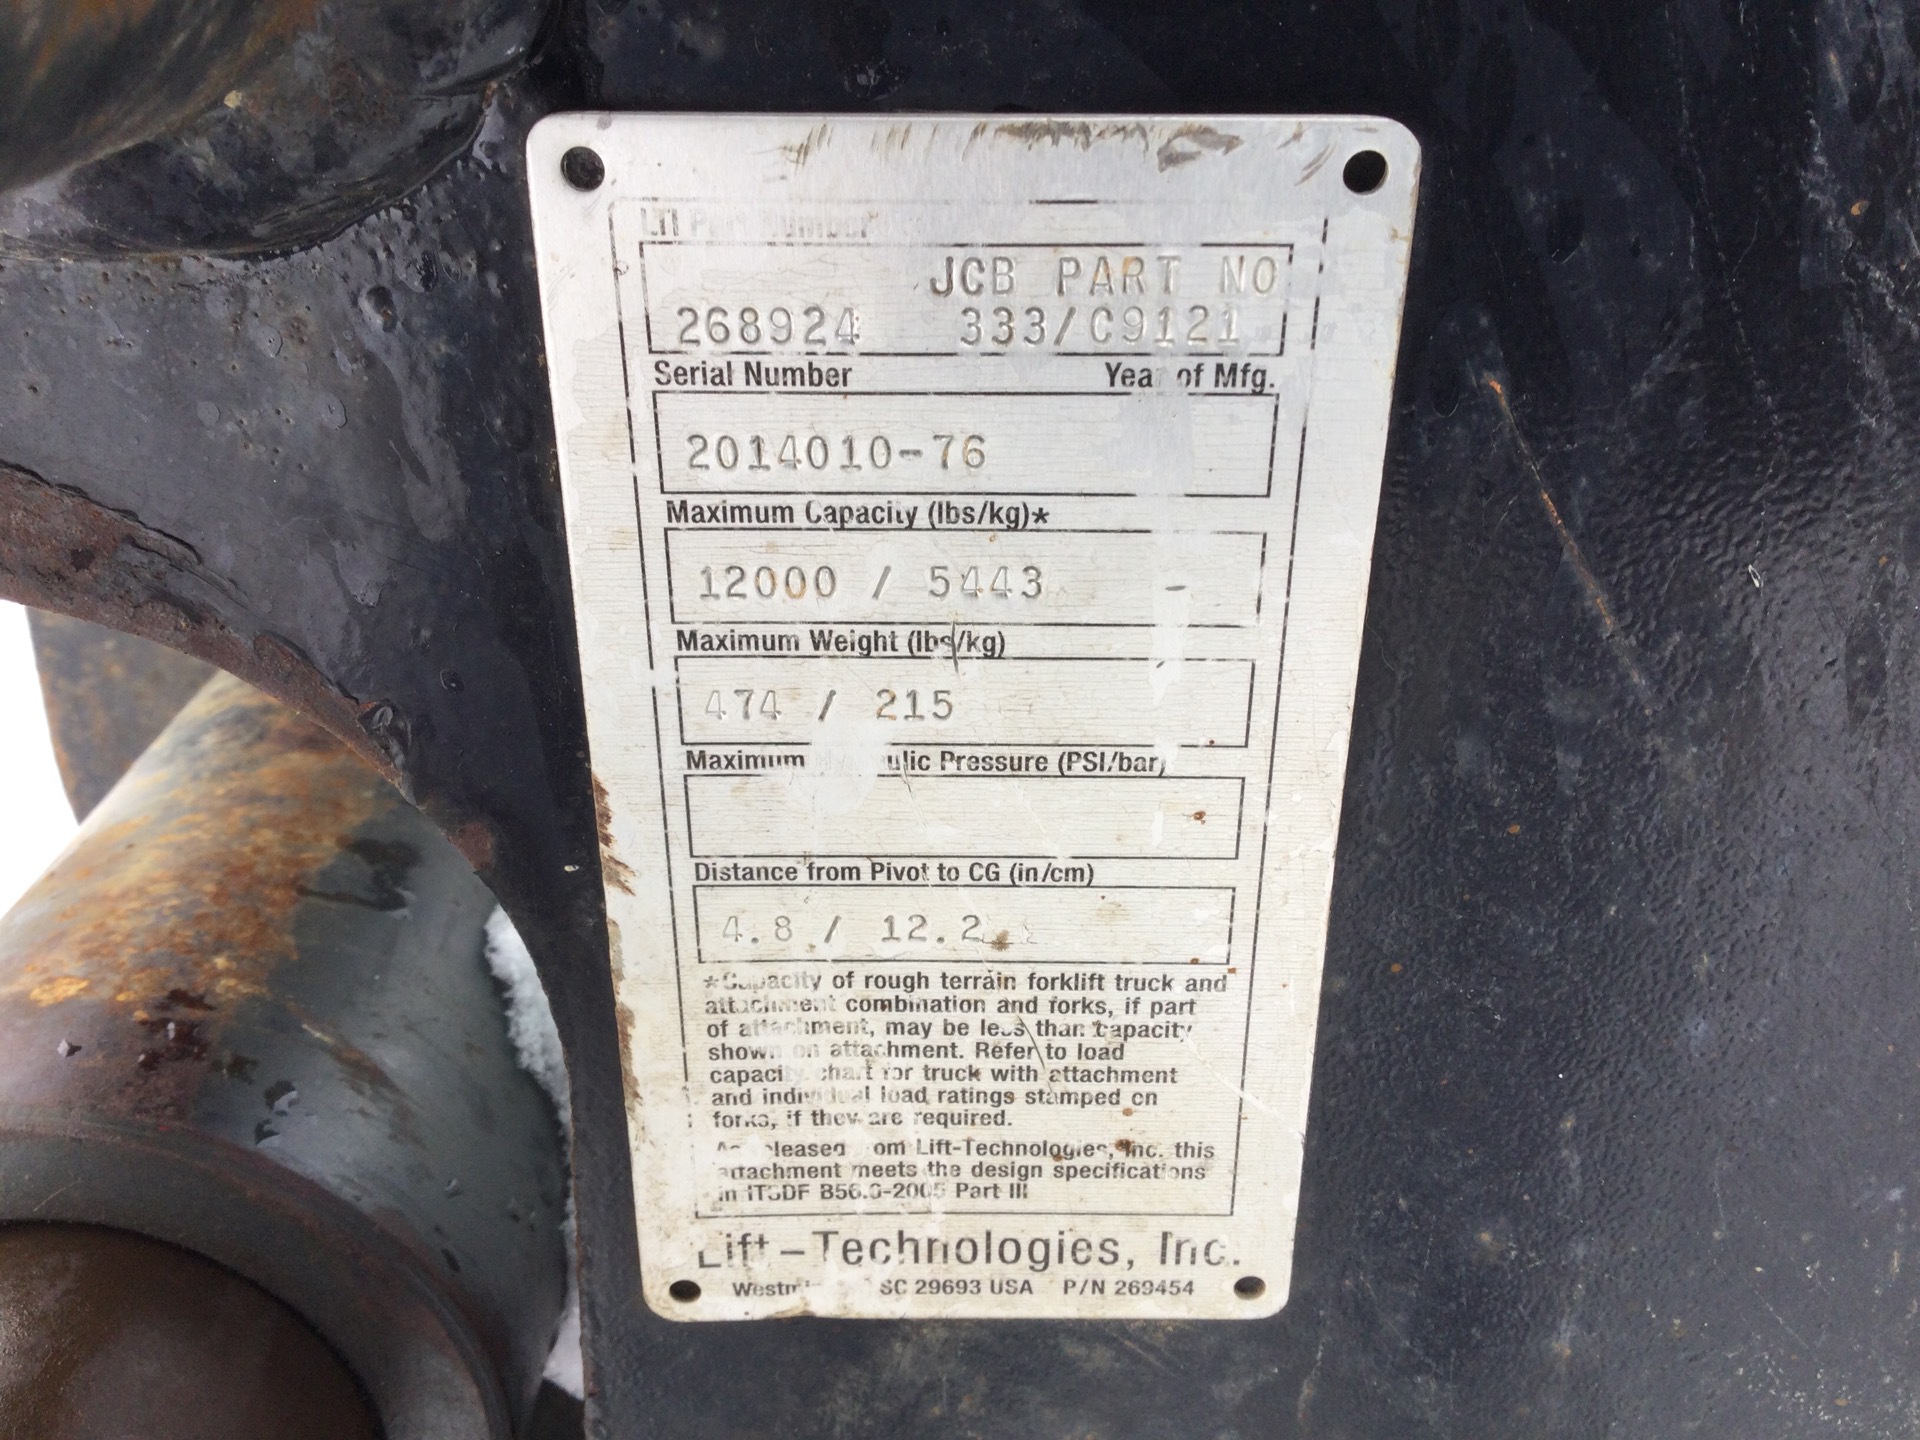 LTI Part Number
JCB PART NO
268924 333/C9121
Serial Number Year of Mfg.
2014010-76
Maximum Capacity (lbs/kg)*
12000 / 5443 -
Maximum Weight (lbs/kg)
474 / 215
Maximum Pressure (PSI/bar)
Distance from Pivot to CG (in/cm)
4.8 / 12.2
*Capacity of rough terrain forklift truck and
attachment combination and forks, if part
of attachment, may be less than capacity
shown on attachment. Refer to load
capacity chart for truck with attachment
and individual load ratings stamped on
forks, if they are required.
Lift-Technologies, Inc. this
attachment meets the design specifications
in ITSDF B56.6-2005 Part III
Lift-Technologies, Inc.
SC 29693 USA P/N 269454